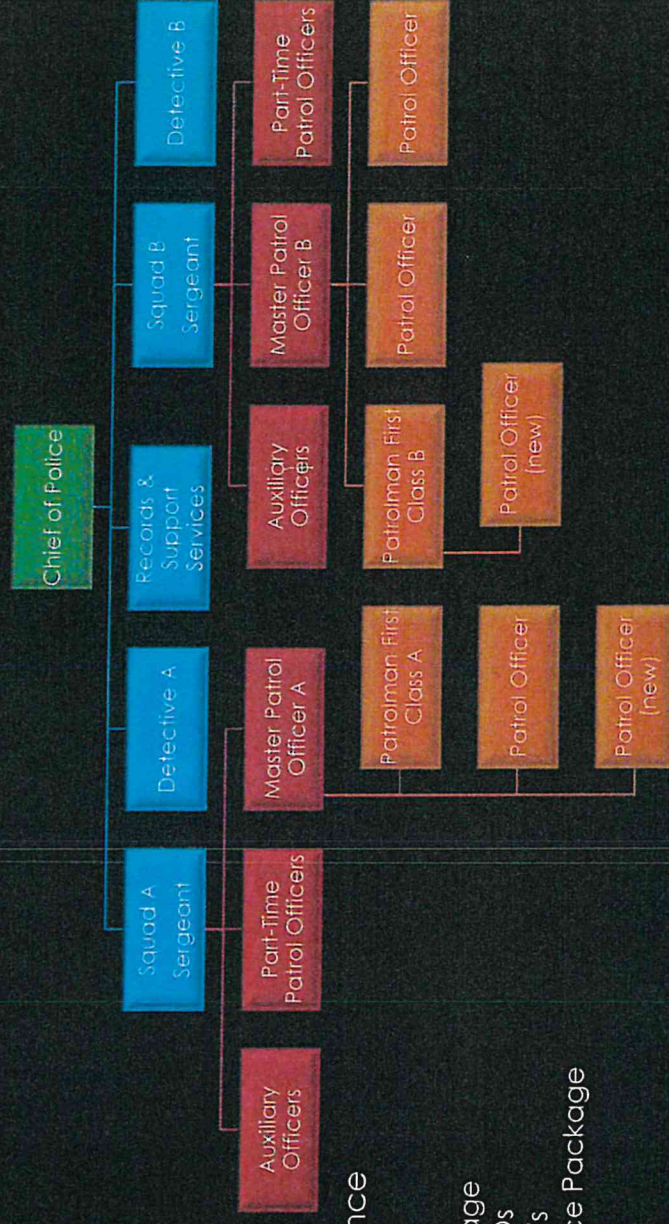 Chief of Police
Squad A
Sergeant
Detective A
Records &
Support
Services
Squad B
Sergeant
Detective B
Auxiliary
Officers
Part-Time
Patrol Officers
Master Patrol
Officer A
Auxiliary
Officers
Master Patrol
Officer B
Part-Time
Patrol Officers
Patrolman First
Class A
Patrol Officer
Patrol Officer
(new)
Patrolman First
Class B
Patrol Officer
Patrol Officer
Patrol Officer
(new)
Package